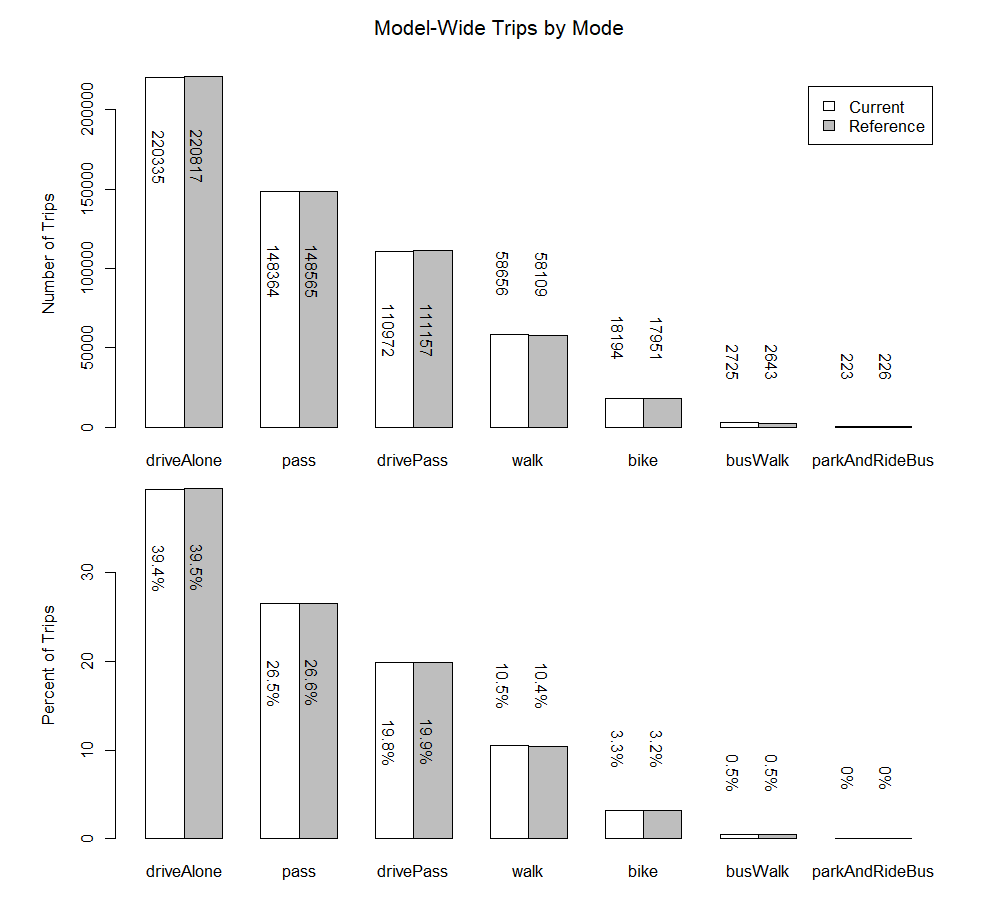 Model-Wide Trips by Mode
Current
Reference
Number of Trips
200000
150000
100000
50000
0
220335
220817
148364
148565
110972
111157
58656
58109
18194
17951
2725
2643
223
226
driveAlone
pass
drivePass
walk
bike
busWalk
parkAndRideBus
Percent of Trips
30
20
10
0
39.4%
39.5%
26.5%
26.6%
19.8%
19.9%
10.5%
10.4%
3.3%
3.2%
0.5%
0.5%
0%
0%
driveAlone
pass
drivePass
walk
bike
busWalk
parkAndRideBus